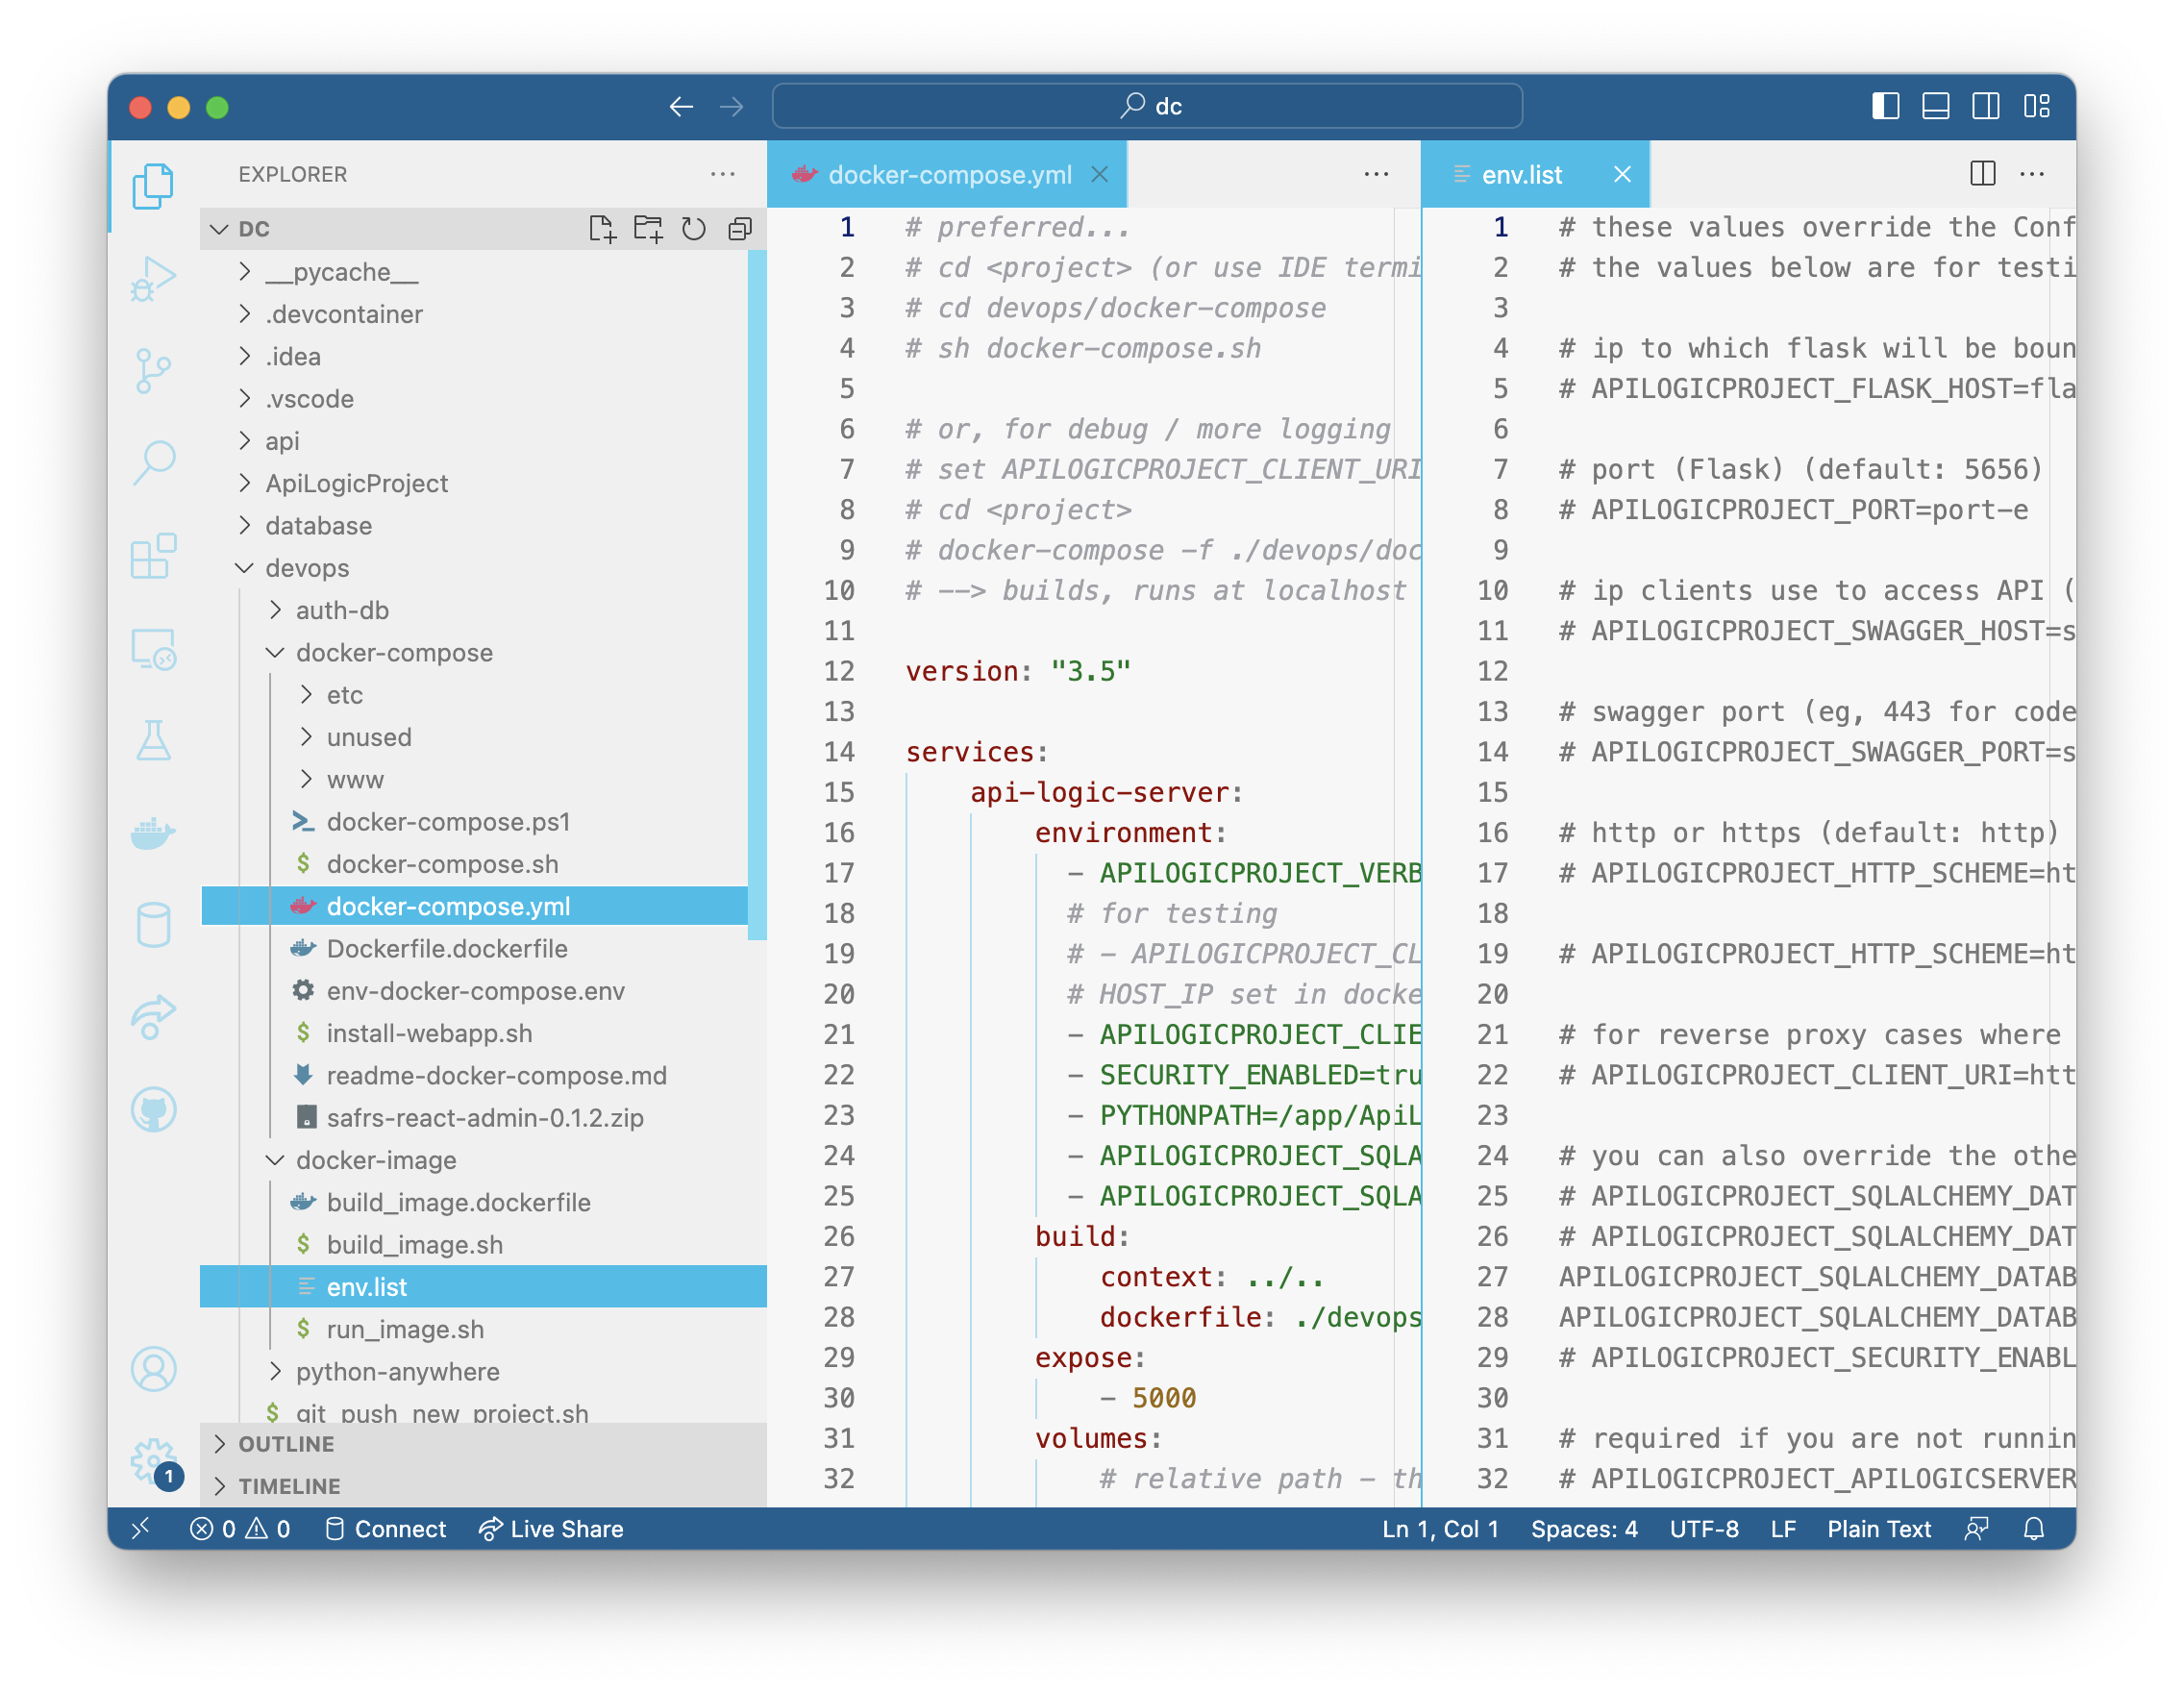 dc
EXPLORER
DC
__pycache__
.devcontainer
.idea
.vscode
api
ApiLogicProject
database
devops
auth-db
docker-compose
etc
unused
www
docker-compose.ps1
docker-compose.sh
docker-compose.yml
Dockerfile.dockerfile
env-docker-compose.env
install-webapp.sh
readme-docker-compose.md
safrs-react-admin-0.1.2.zip
docker-image
build_image.dockerfile
build_image.sh
env.list
run_image.sh
python-anywhere
git_push_new_project.sh
OUTLINE
TIMELINE
1
docker-compose.yml
1 # preferred...
2 # cd <project> (or use IDE termi
3 # cd devops/docker-compose
4 # sh docker-compose.sh
5
6 # or, for debug / more logging
7 # set APILOGICPROJECT_CLIENT_URI
8 # cd <project>
9 # docker-compose -f ./devops/doc
10 # --> builds, runs at localhost
11
12 version: "3.5"
13
14 services:
15 api-logic-server:
16 environment:
17 - APILOGICPROJECT_VERB
18 # for testing
19 # - APILOGICPROJECT_CL
20 # HOST_IP set in docke
21 - APILOGICPROJECT_CLIE
22 - SECURITY_ENABLED=tru
23 - PYTHONPATH=/app/ApiL
24 - APILOGICPROJECT_SQLA
25 - APILOGICPROJECT_SQLA
26 build:
27 context: ../..
28 dockerfile: ./devops
29 expose:
30 - 5000
31 volumes:
32 # relative path - th
env.list
1 # these values override the Conf
2 # the values below are for testi
3
4 # ip to which flask will be boun
5 # APILOGICPROJECT_FLASK_HOST=fla
6
7 # port (Flask) (default: 5656)
8 # APILOGICPROJECT_PORT=port-e
9
10 # ip clients use to access API (
11 # APILOGICPROJECT_SWAGGER_HOST=s
12
13 # swagger port (eg, 443 for code
14 # APILOGICPROJECT_SWAGGER_PORT=s
15
16 # http or https (default: http)
17 # APILOGICPROJECT_HTTP_SCHEME=ht
18
19 # APILOGICPROJECT_HTTP_SCHEME=ht
20
21 # for reverse proxy cases where
22 # APILOGICPROJECT_CLIENT_URI=htt
23
24 # you can also override the othe
25 # APILOGICPROJECT_SQLALCHEMY_DAT
26 # APILOGICPROJECT_SQLALCHEMY_DAT
27 APILOGICPROJECT_SQLALCHEMY_DATAB
28 APILOGICPROJECT_SQLALCHEMY_DATAB
29 # APILOGICPROJECT_SECURITY_ENABL
30
31 # required if you are not runnin
32 # APILOGICPROJECT_APILOGICSERVER
0 0 Connect Live Share Ln 1, Col 1 Spaces: 4 UTF-8 LF Plain Text